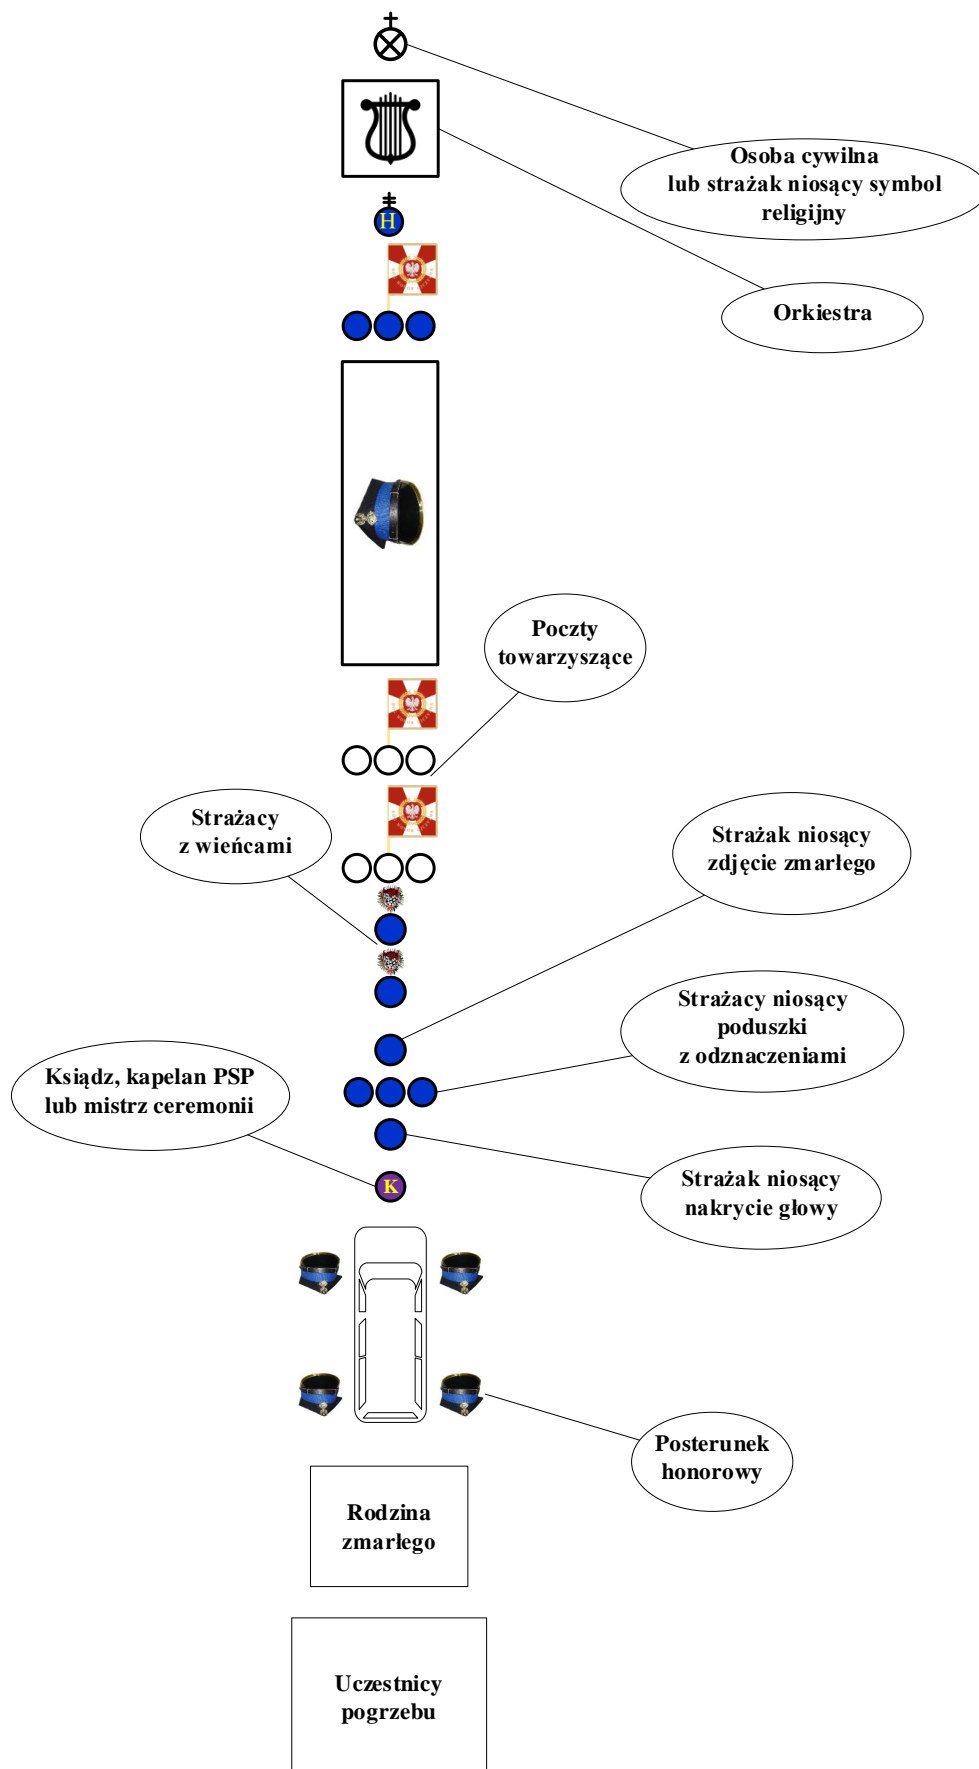 Osoba cywilna
lub strażak niosący symbol
religijny
Orkiestra
H
Poczty
towarzyszące
Strażacy
z wieńcami
Strażak niosący
zdjęcie zmarłego
Strażacy niosący
poduszki
z odznaczeniami
Ksiądz, kapelan PSP
lub mistrz ceremonii
K
Strażak niosący
nakrycie głowy
Posterunek
honorowy
Rodzina
zmarłego
Uczestnicy
pogrzebu